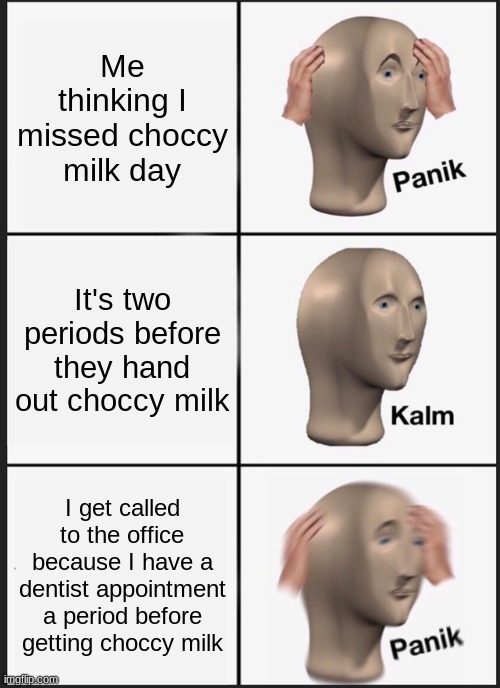 Me
thinking I
missed choccy
milk day
Panik
It's two
periods before
they hand
out choccy milk
Kalm
I get called
to the office
because I have a
dentist appointment
a period before
getting choccy milk
Panik
imgflip.com